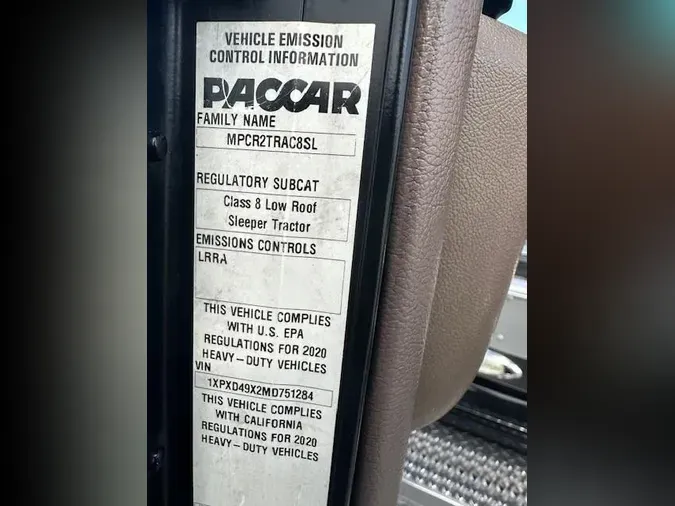 VEHICLE EMISSION
CONTROL INFORMATION
PACCAR
FAMILY NAME
MPCR2TRAC8SL
REGULATORY SUBCAT
Class 8 Low Roof
Sleeper Tractor
EMISSIONS CONTROLS
LRRA
THIS VEHICLE COMPLIES
WITH U.S. EPA
REGULATIONS FOR 2020
HEAVY-DUTY VEHICLES
VIN
1XPXD49X2MD751284
THIS VEHICLE COMPLIES
WITH CALIFORNIA
REGULATIONS FOR 2020
HEAVY-DUTY VEHICLES